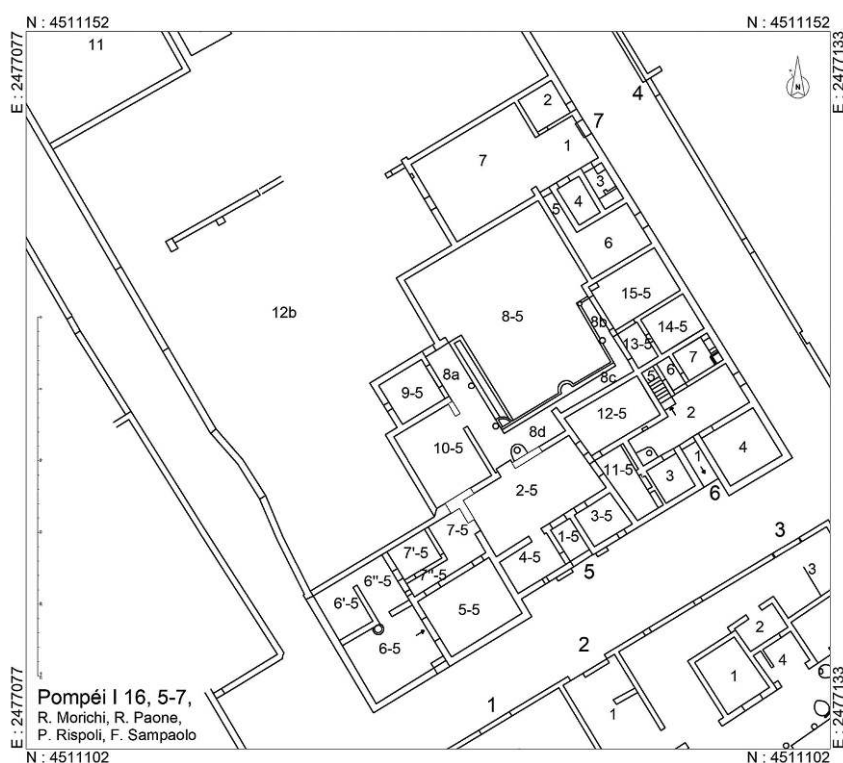 N : 4511152
N : 4511152
E : 2477077
E : 2477133
11
4
N
2
7
1
7
3
4
5
6
15-5
12b
8-5
8b
14-5
13-5
7
8a
8c
5
6
9-5
12-5
2
8d
10-5
1
4
11-5
3
2-5
6
3-5
7-5
1-5
3
7'-5
4-5
6"-5
7"-5
5
3
6'-5
5-5
2
2
6-5
4
1
1
1
Pompéi I 16, 5-7,
R. Morichi, R. Paone,
P. Rispoli, F. Sampaolo
E : 2477077
E : 2477133
N : 4511102
N : 4511102